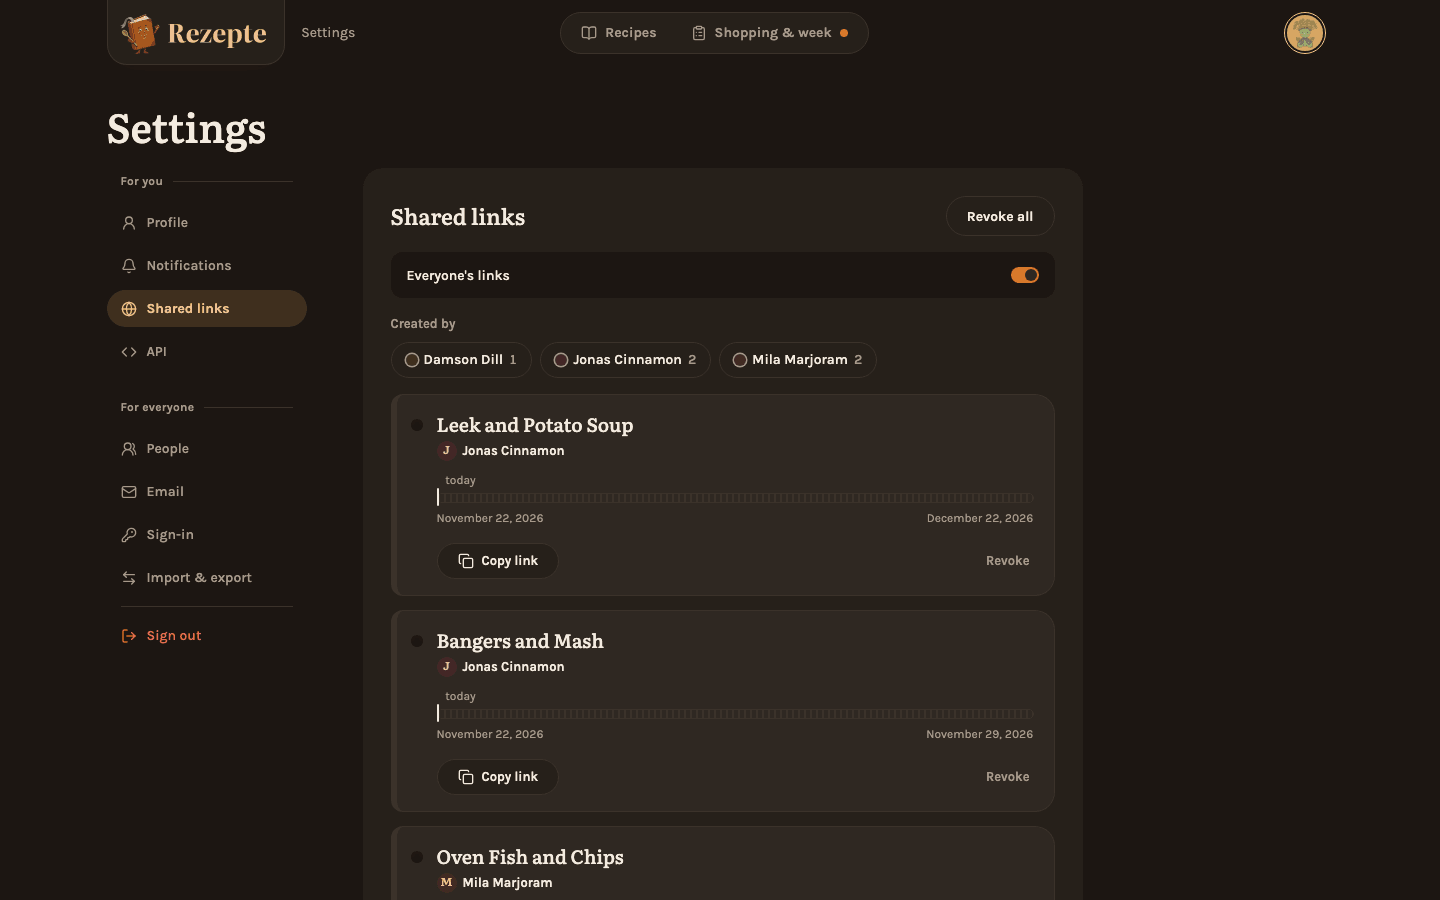 Rezepte
Settings
Recipes
Shopping & week
Settings
For you
Profile
Notifications
Shared links
API
For everyone
People
Email
Sign-in
Import & export
Sign out
Shared links
Revoke all
Everyone's links
Created by
Damson Dill 1
Jonas Cinnamon 2
Mila Marjoram 2
Leek and Potato Soup
J Jonas Cinnamon
today
November 22, 2026
December 22, 2026
Copy link
Revoke
Bangers and Mash
J Jonas Cinnamon
today
November 22, 2026
November 29, 2026
Copy link
Revoke
Oven Fish and Chips
M Mila Marjoram